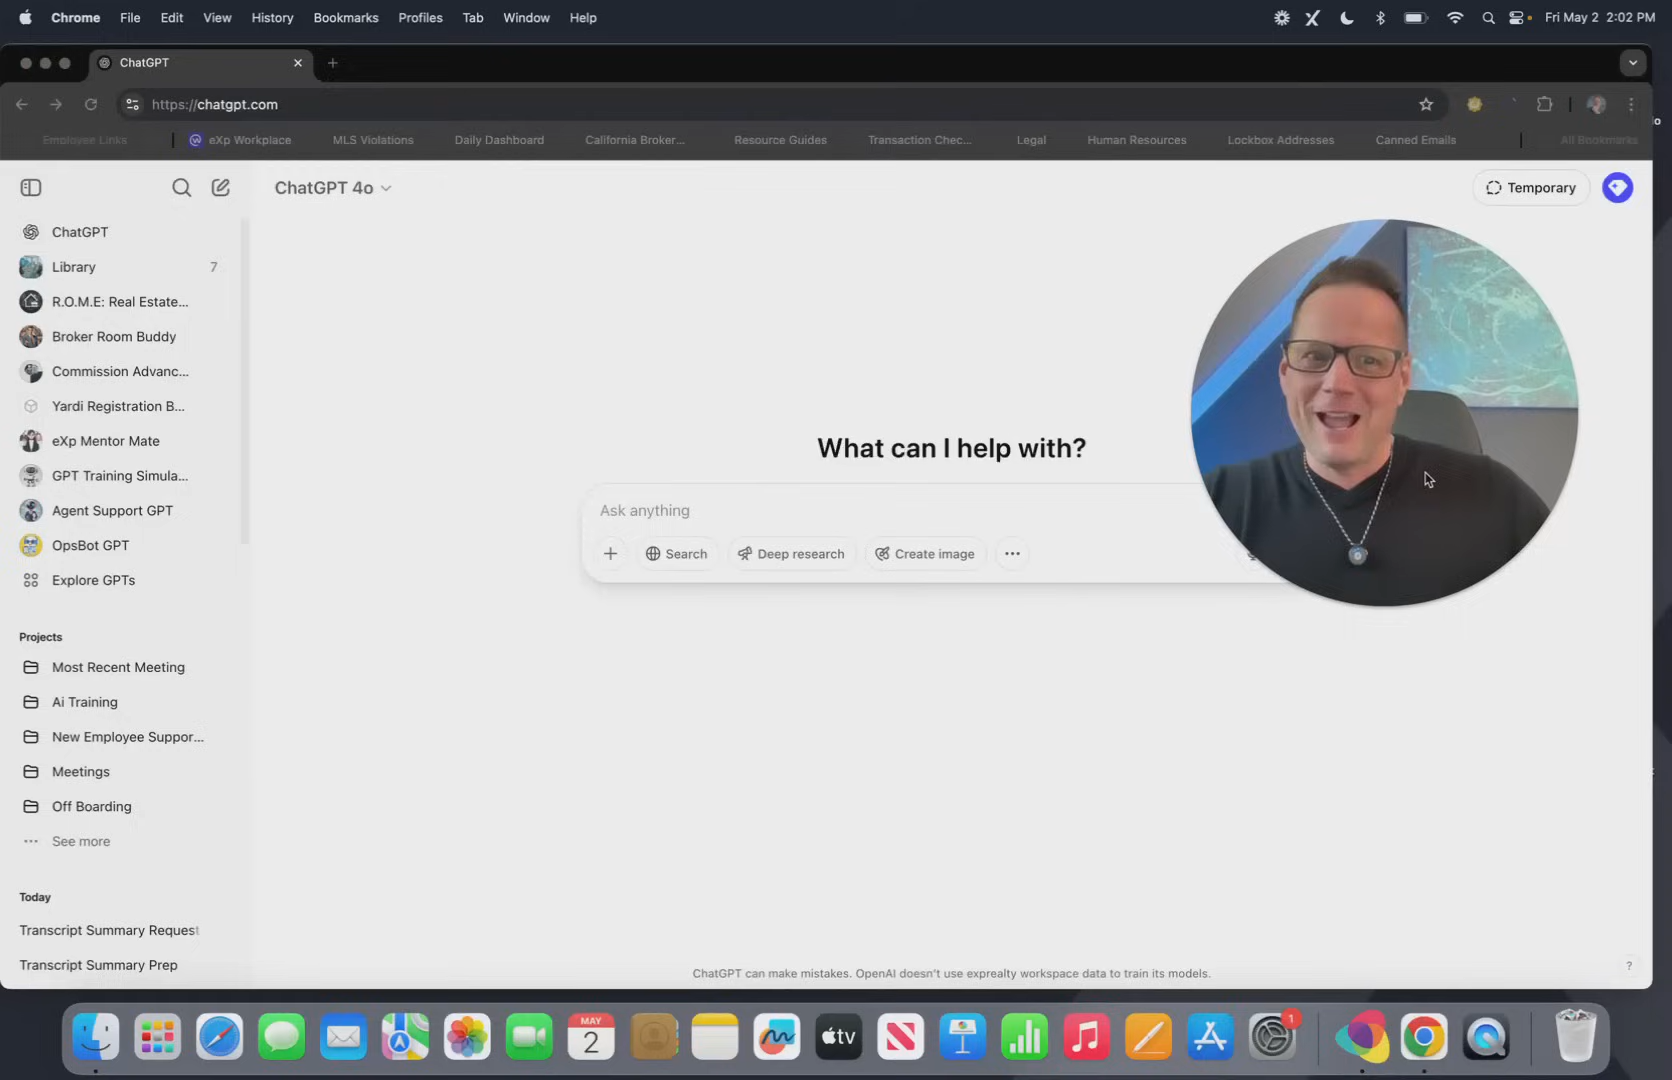 Chrome File Edit View History Bookmarks Profiles Tab Window Help Fri May 2 2:02 PM
ChatGPT
https://chatgpt.com
Employee Links eXp Workplace MLS Violations Daily Dashboard California Broker... Resource Guides Transaction Chec... Legal Human Resources Lockbox Addresses Canned Emails All Bookmarks
ChatGPT 4o
Temporary
ChatGPT
Library 7
R.O.M.E: Real Estate...
Broker Room Buddy
Commission Advanc...
Yardi Registration B...
eXp Mentor Mate
GPT Training Simula...
Agent Support GPT
OpsBot GPT
Explore GPTs
Projects
Most Recent Meeting
Ai Training
New Employee Suppor...
Meetings
Off Boarding
See more
Today
Transcript Summary Request
Transcript Summary Prep
What can I help with?
Ask anything
Search Deep research Create image
ChatGPT can make mistakes. OpenAI doesn't use exprealty workspace data to train its models.
?
MAY
2
tv
1